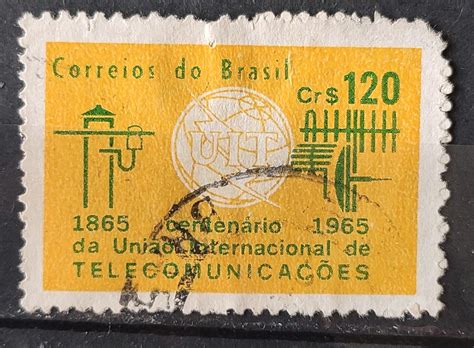 Correios do Brasil
Cr$ 120
UIT
1865 centenário 1965
da União Internacional de
TELECOMUNICAÇÕES